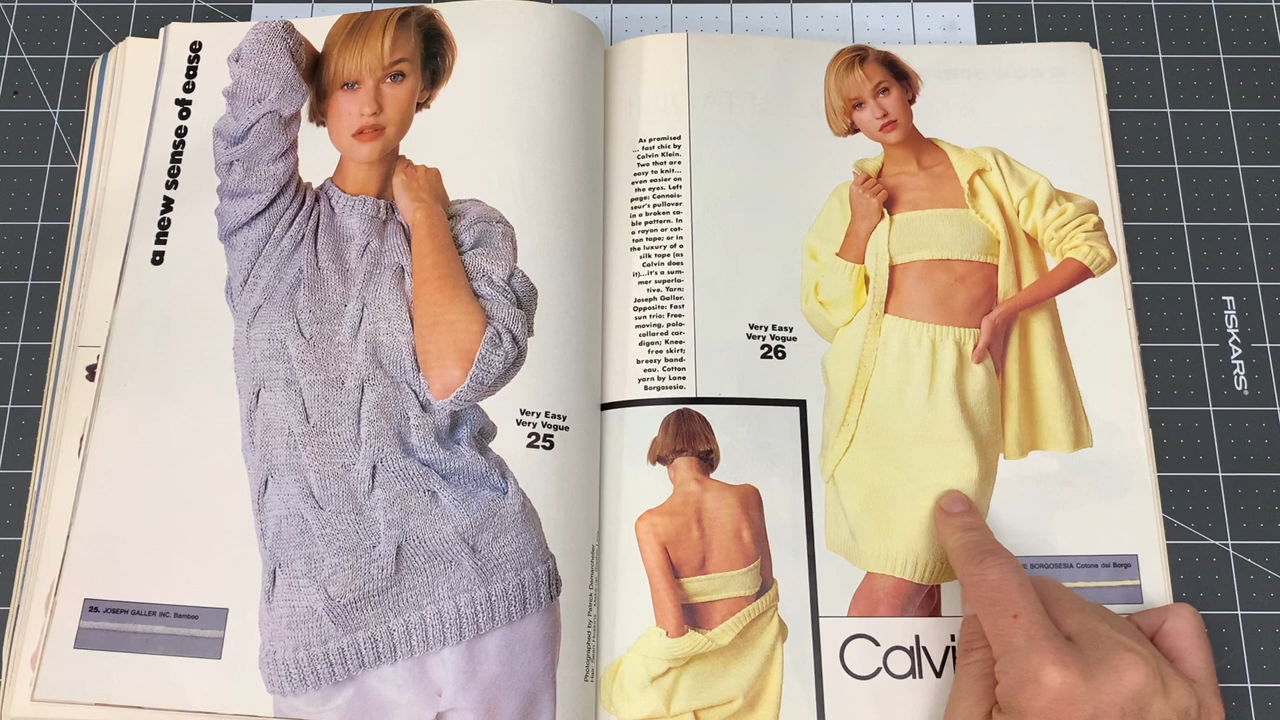 a new sense of ease
Very Easy
Very Vogue
25
25. JOSEPH GALLER INC. Bamboo
Photographed by Patrick Demarchelier
As promised
... fast chic by
Calvin Klein.
Two that are
easy to knit...
even easier on
the eyes. Left
page: Connois-
seur's pullover
in a broken ca-
ble pattern. In
a rayon or cot-
ton tape; or in
the luxury of a
silk tape (as
Calvin does
it)...it's a sum-
mer superla-
tive. Yarn:
Joseph Galler.
Opposite: Fast
sun trio: Free-
moving, polo-
collared car-
digan; Knee-
free skirt;
breezy band-
eau. Cotton
yarn by Lane
Borgosesia.
Very Easy
Very Vogue
26
BORGOSESIA Cotone del Borgo
Calvi
FISKARS®